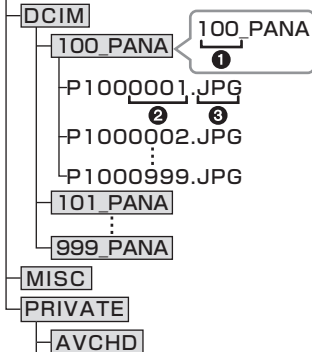 DCIM
100_PANA
100_PANA
❶
P1000001.JPG
❷ ❸
P1000002.JPG
P1000999.JPG
101_PANA
999_PANA
MISC
PRIVATE
AVCHD